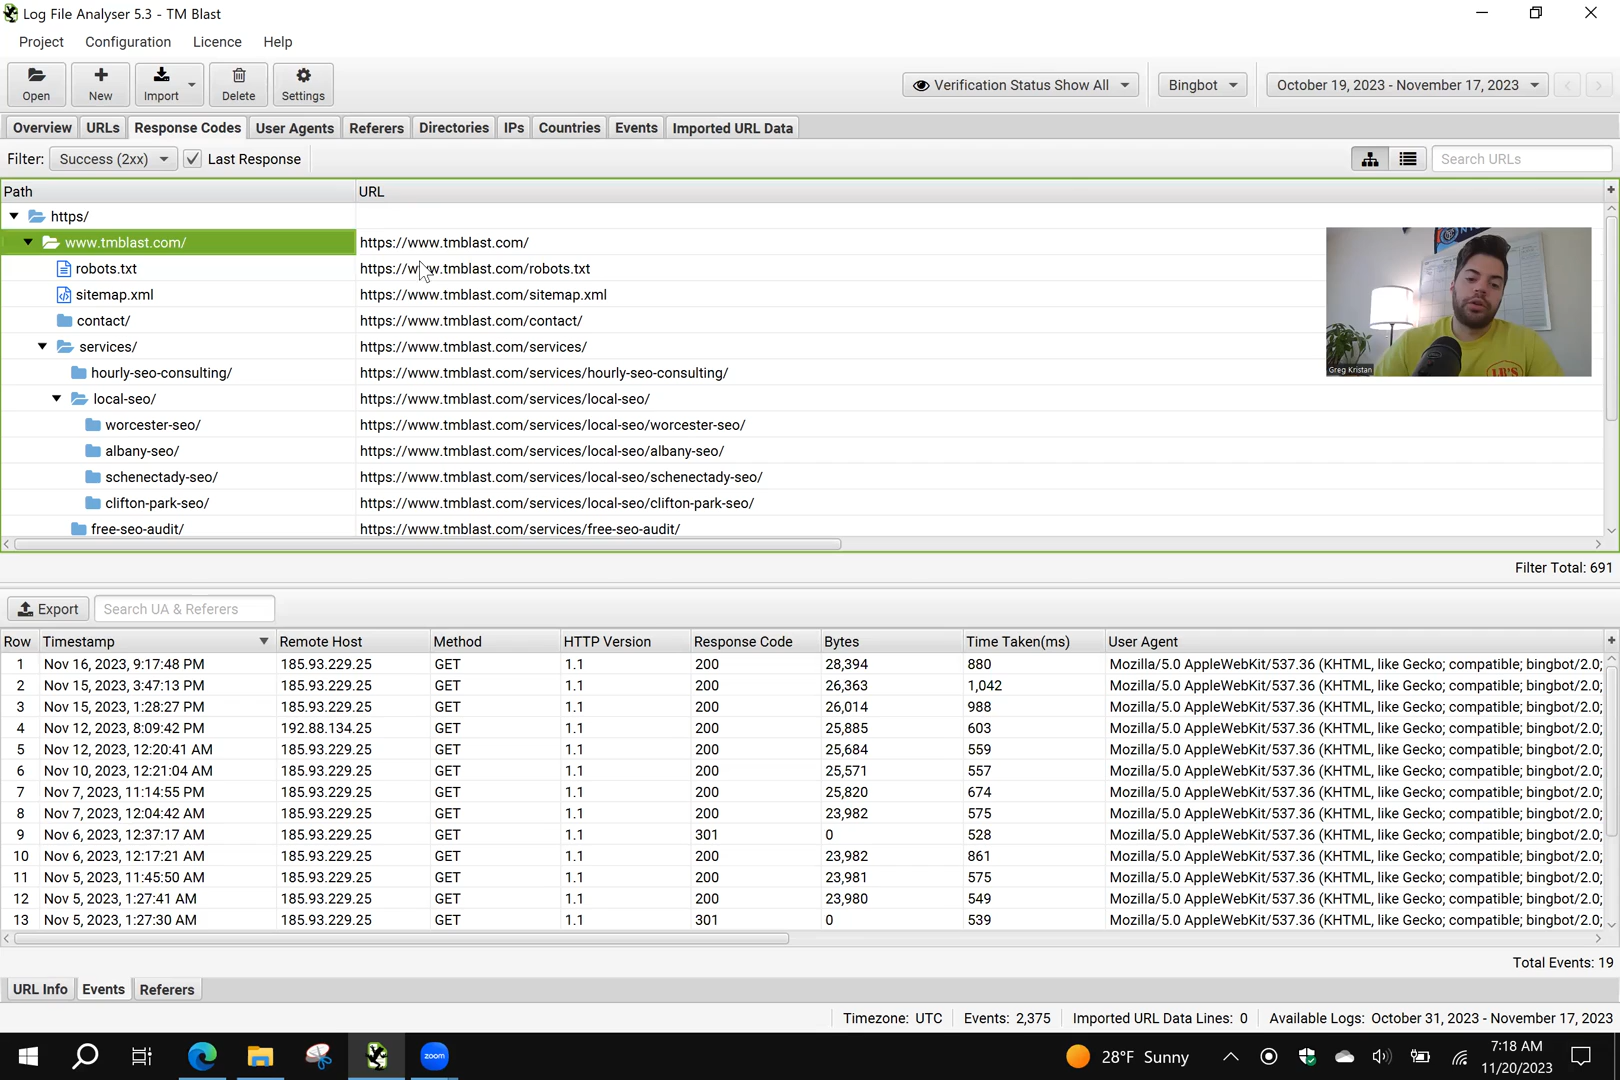 Log File Analyser 5.3 - TM Blast
Project Configuration Licence Help
Open New Import Delete Settings Verification Status Show All Bingbot October 19, 2023 - November 17, 2023
Overview URLs Response Codes User Agents Referers Directories IPs Countries Events Imported URL Data
Filter: Success (2xx) Last Response Search URLs
Path URL
https/
www.tmblast.com/ https://www.tmblast.com/
robots.txt https://www.tmblast.com/robots.txt
sitemap.xml https://www.tmblast.com/sitemap.xml
contact/ https://www.tmblast.com/contact/
services/ https://www.tmblast.com/services/
hourly-seo-consulting/ https://www.tmblast.com/services/hourly-seo-consulting/
Greg Kristan
local-seo/ https://www.tmblast.com/services/local-seo/
worcester-seo/ https://www.tmblast.com/services/local-seo/worcester-seo/
albany-seo/ https://www.tmblast.com/services/local-seo/albany-seo/
schenectady-seo/ https://www.tmblast.com/services/local-seo/schenectady-seo/
clifton-park-seo/ https://www.tmblast.com/services/local-seo/clifton-park-seo/
free-seo-audit/ https://www.tmblast.com/services/free-seo-audit/
Filter Total: 691
Export Search UA & Referers
Row Timestamp Remote Host Method HTTP Version Response Code Bytes Time Taken(ms) User Agent
1 Nov 16, 2023, 9:17:48 PM 185.93.229.25 GET 1.1 200 28,394 880 Mozilla/5.0 AppleWebKit/537.36 (KHTML, like Gecko; compatible; bingbot/2.0;
2 Nov 15, 2023, 3:47:13 PM 185.93.229.25 GET 1.1 200 26,363 1,042 Mozilla/5.0 AppleWebKit/537.36 (KHTML, like Gecko; compatible; bingbot/2.0;
3 Nov 15, 2023, 1:28:27 PM 185.93.229.25 GET 1.1 200 26,014 988 Mozilla/5.0 AppleWebKit/537.36 (KHTML, like Gecko; compatible; bingbot/2.0;
4 Nov 12, 2023, 8:09:42 PM 192.88.134.25 GET 1.1 200 25,885 603 Mozilla/5.0 AppleWebKit/537.36 (KHTML, like Gecko; compatible; bingbot/2.0;
5 Nov 12, 2023, 12:20:41 AM 185.93.229.25 GET 1.1 200 25,684 559 Mozilla/5.0 AppleWebKit/537.36 (KHTML, like Gecko; compatible; bingbot/2.0;
6 Nov 10, 2023, 12:21:04 AM 185.93.229.25 GET 1.1 200 25,571 557 Mozilla/5.0 AppleWebKit/537.36 (KHTML, like Gecko; compatible; bingbot/2.0;
7 Nov 7, 2023, 11:14:55 PM 185.93.229.25 GET 1.1 200 25,820 674 Mozilla/5.0 AppleWebKit/537.36 (KHTML, like Gecko; compatible; bingbot/2.0;
8 Nov 7, 2023, 12:04:42 AM 185.93.229.25 GET 1.1 200 23,982 575 Mozilla/5.0 AppleWebKit/537.36 (KHTML, like Gecko; compatible; bingbot/2.0;
9 Nov 6, 2023, 12:37:17 AM 185.93.229.25 GET 1.1 301 0 528 Mozilla/5.0 AppleWebKit/537.36 (KHTML, like Gecko; compatible; bingbot/2.0;
10 Nov 6, 2023, 12:17:21 AM 185.93.229.25 GET 1.1 200 23,982 861 Mozilla/5.0 AppleWebKit/537.36 (KHTML, like Gecko; compatible; bingbot/2.0;
11 Nov 5, 2023, 11:45:50 AM 185.93.229.25 GET 1.1 200 23,981 575 Mozilla/5.0 AppleWebKit/537.36 (KHTML, like Gecko; compatible; bingbot/2.0;
12 Nov 5, 2023, 1:27:41 AM 185.93.229.25 GET 1.1 200 23,980 549 Mozilla/5.0 AppleWebKit/537.36 (KHTML, like Gecko; compatible; bingbot/2.0;
13 Nov 5, 2023, 1:27:30 AM 185.93.229.25 GET 1.1 301 0 539 Mozilla/5.0 AppleWebKit/537.36 (KHTML, like Gecko; compatible; bingbot/2.0;
Total Events: 19
URL Info Events Referers
Timezone: UTC Events: 2,375 Imported URL Data Lines: 0 Available Logs: October 31, 2023 - November 17, 2023
zoom 28°F Sunny 7:18 AM
11/20/2023